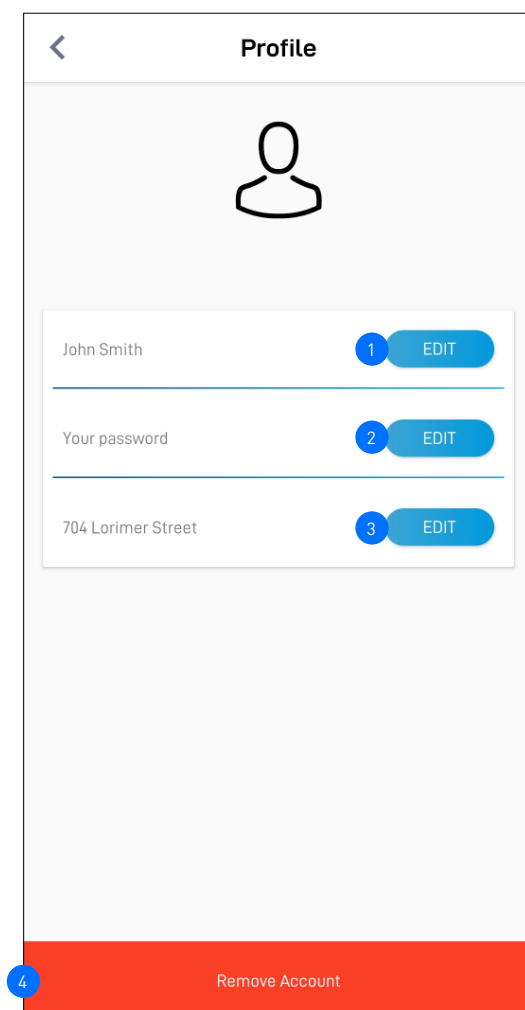 Profile
John Smith
1 EDIT
Your password
2 EDIT
704 Lorimer Street
3 EDIT
4 Remove Account